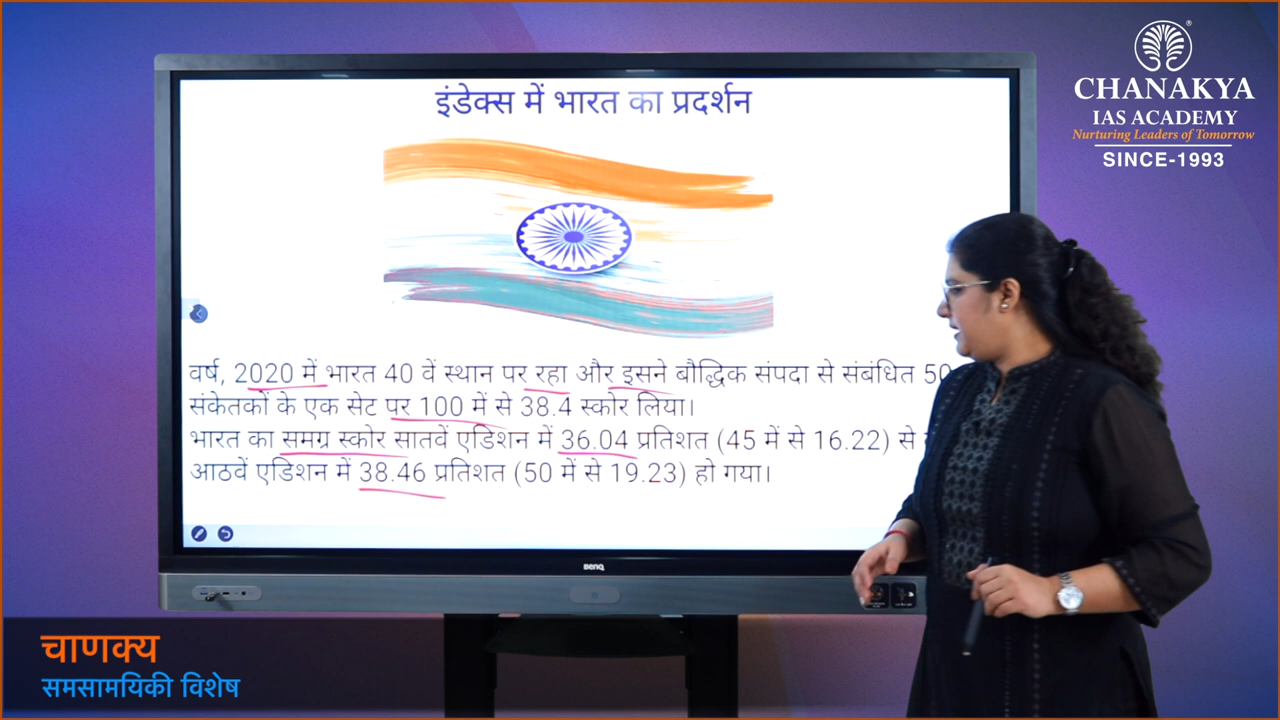 इंडेक्स में भारत का प्रदर्शन
वर्ष, 2020 में भारत 40 वें स्थान पर रहा और इसने बौद्धिक संपदा से संबंधित 50
संकेतकों के एक सेट पर 100 में से 38.4 स्कोर लिया।
भारत का समग्र स्कोर सातवें एडिशन में 36.04 प्रतिशत (45 में से 16.22) से
आठवें एडिशन में 38.46 प्रतिशत (50 में से 19.23) हो गया।
BenQ
CHANAKYA
IAS ACADEMY
Nurturing Leaders of Tomorrow
SINCE-1993
चाणक्य
समसामयिकी विशेष